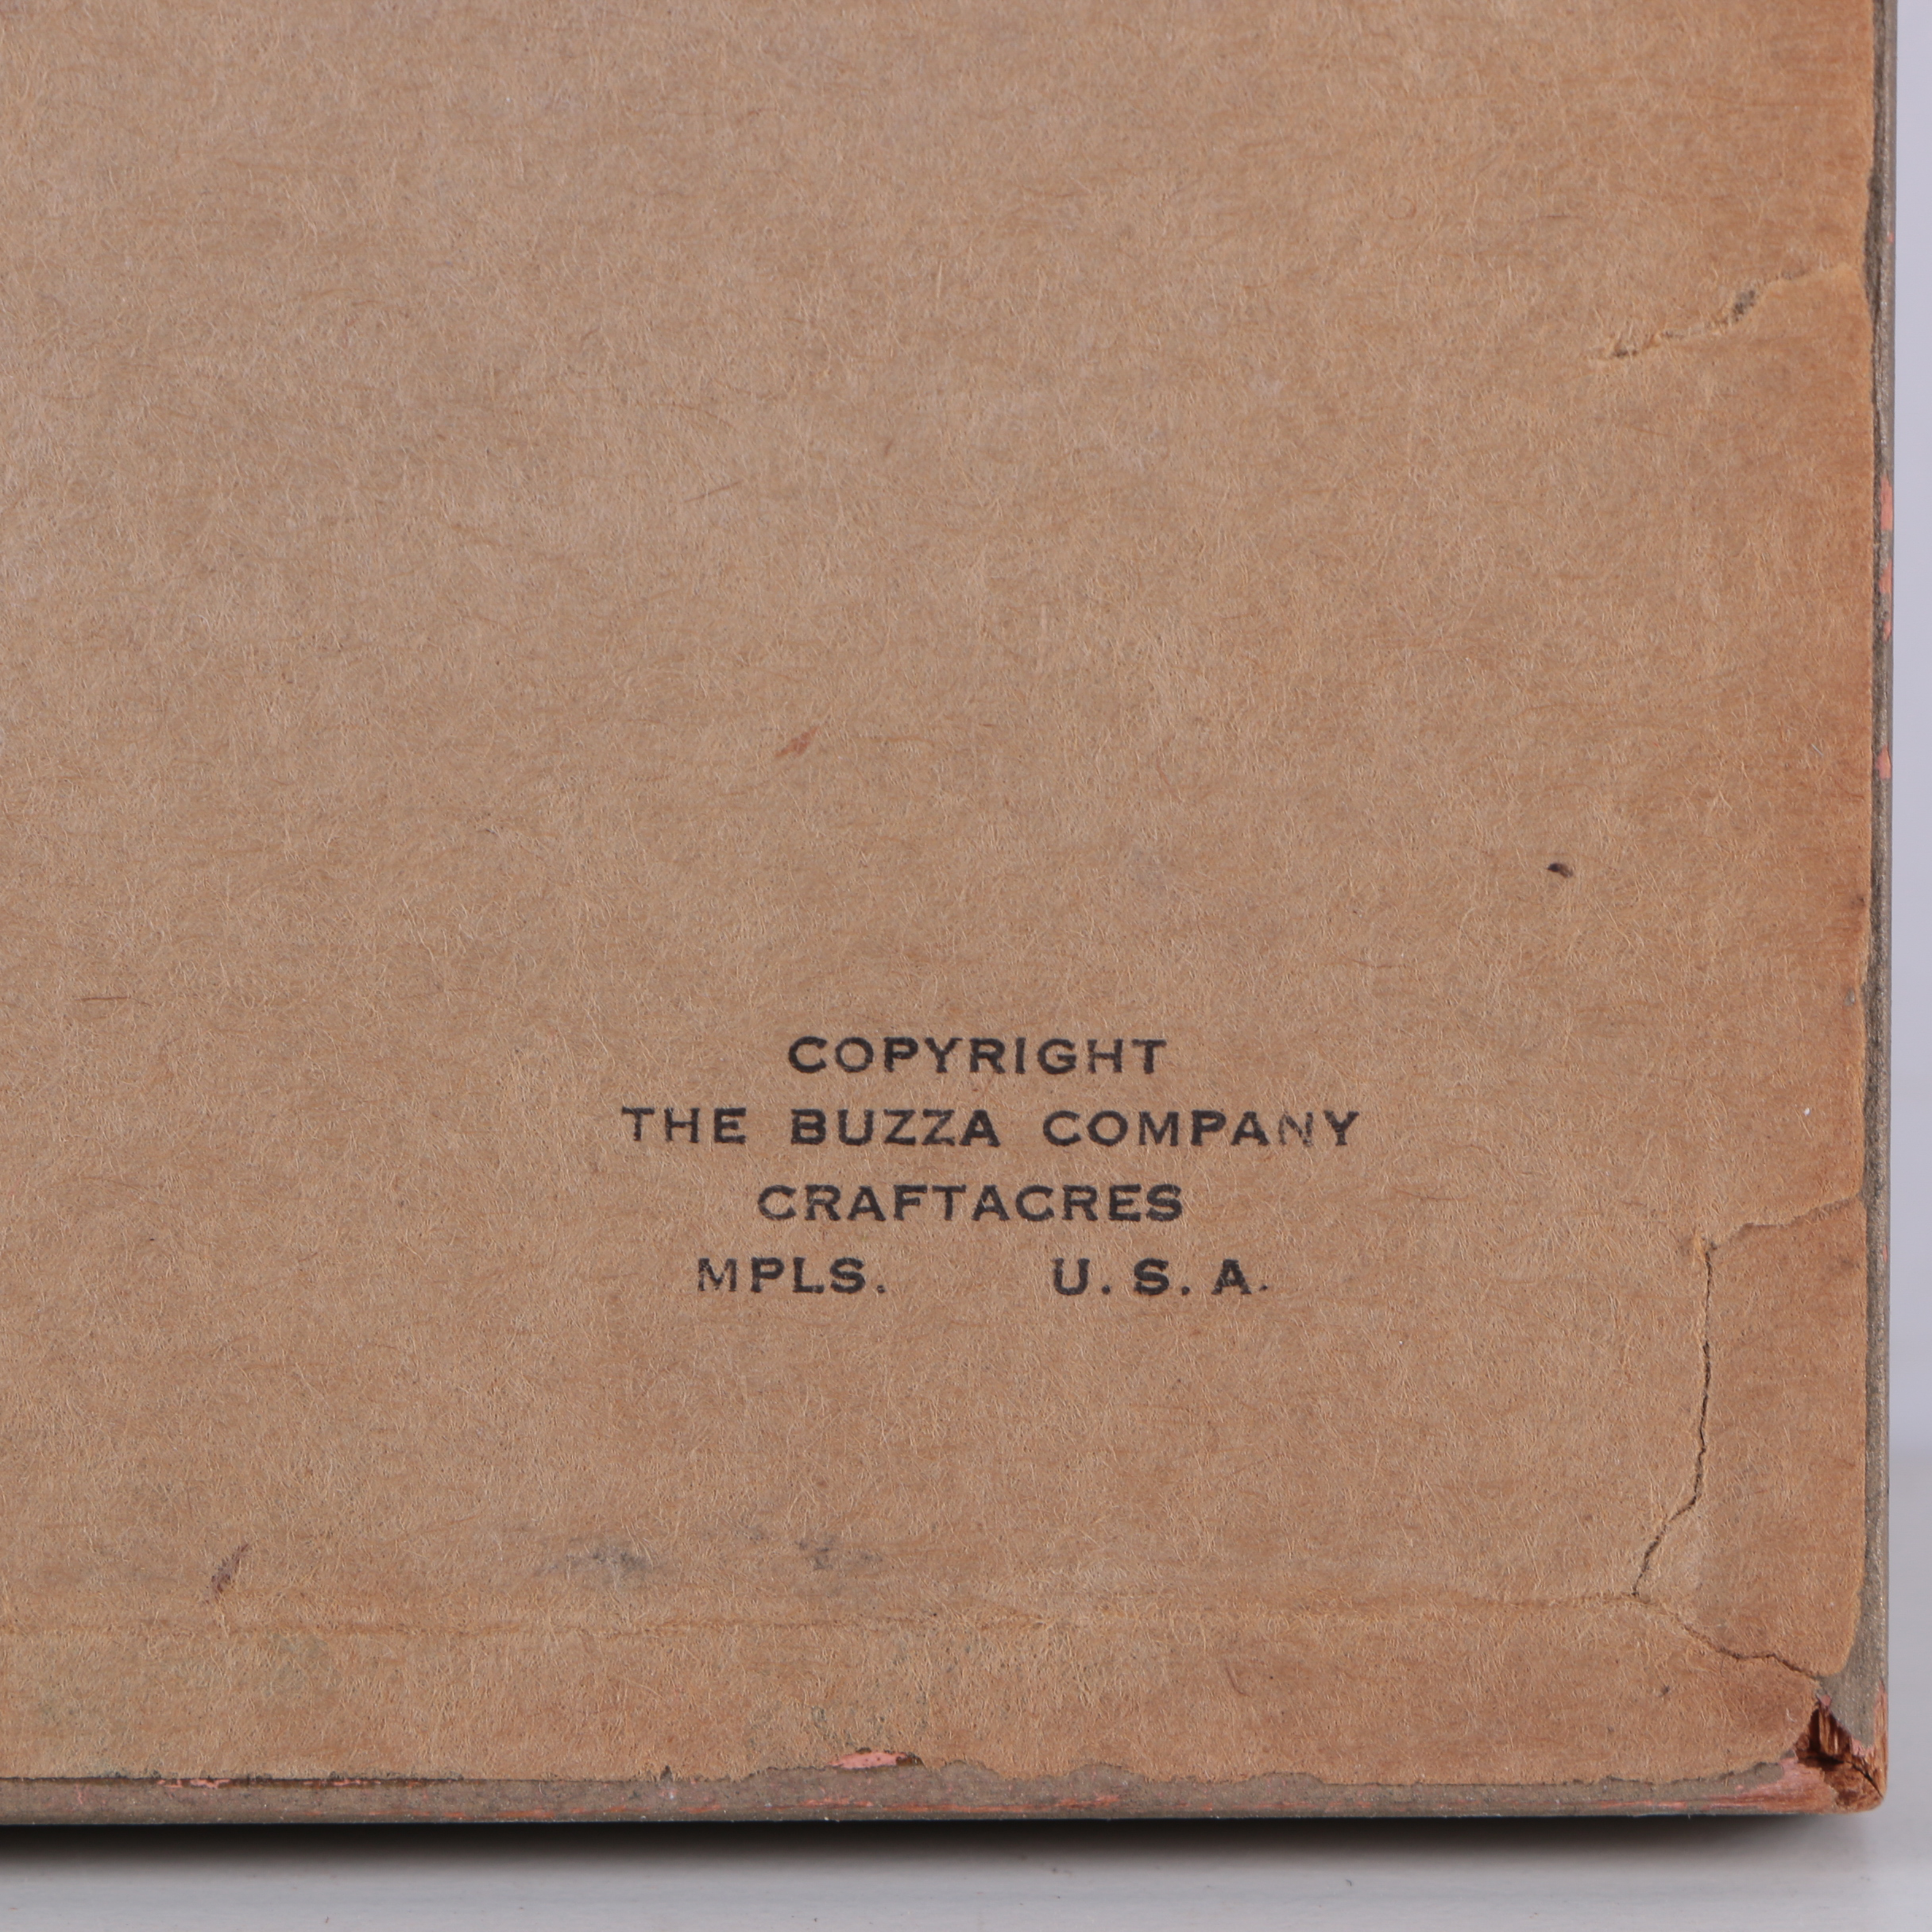 COPYRIGHT
THE BUZZA COMPANY
CRAFTACRES
MPLS. U.S.A.